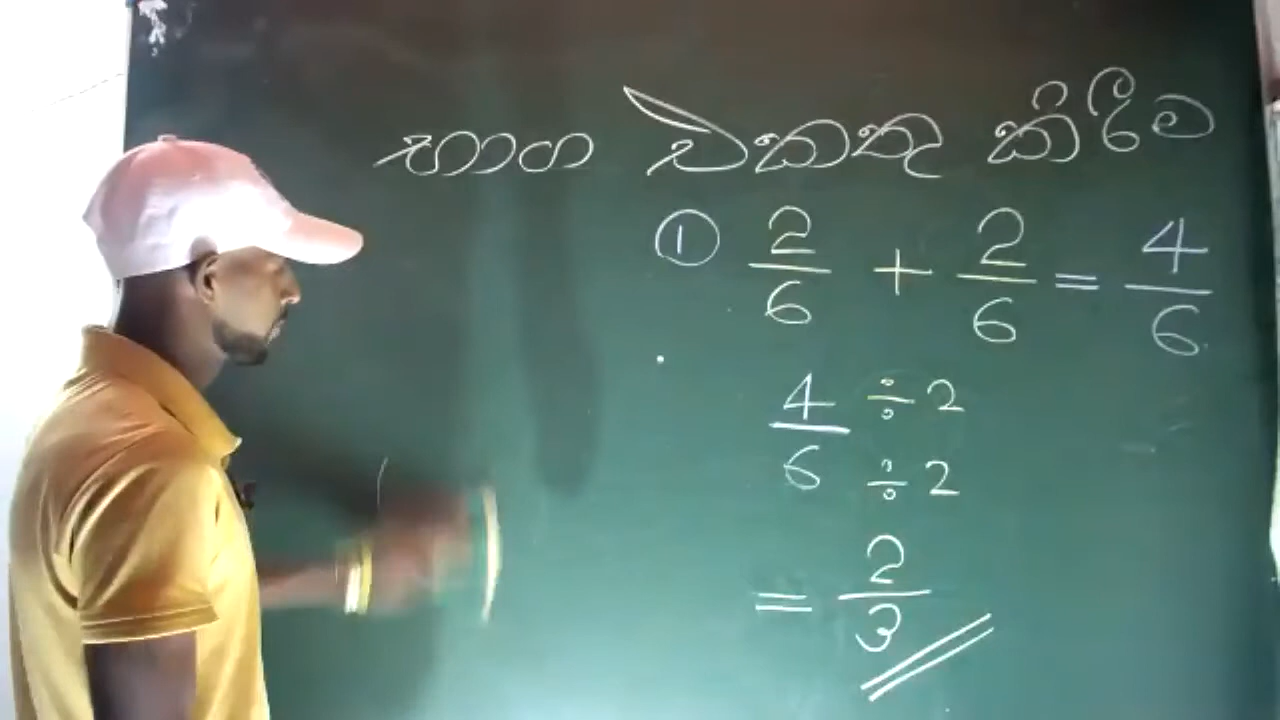 භාග එකතු කිරීම
① 2/6 + 2/6 = 4/6
4/6 ÷ 2 ÷ 2
= 2/3